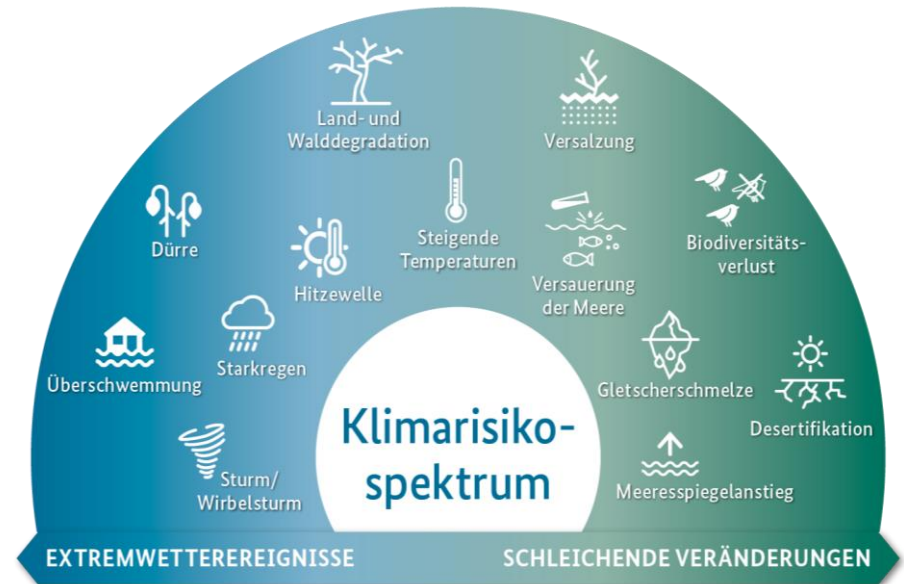 Land- und
Walddegradation
Versalzung
Dürre
Hitzewelle
Steigende
Temperaturen
Versauerung
der Meere
Biodiversitäts-
verlust
Überschwemmung
Starkregen
Gletscherschmelze
Desertifikation
Sturm/
Wirbelsturm
Klimarisiko-
spektrum
Meeresspiegelanstieg
EXTREMWETTEREREIGNISSE
SCHLEICHENDE VERÄNDERUNGEN